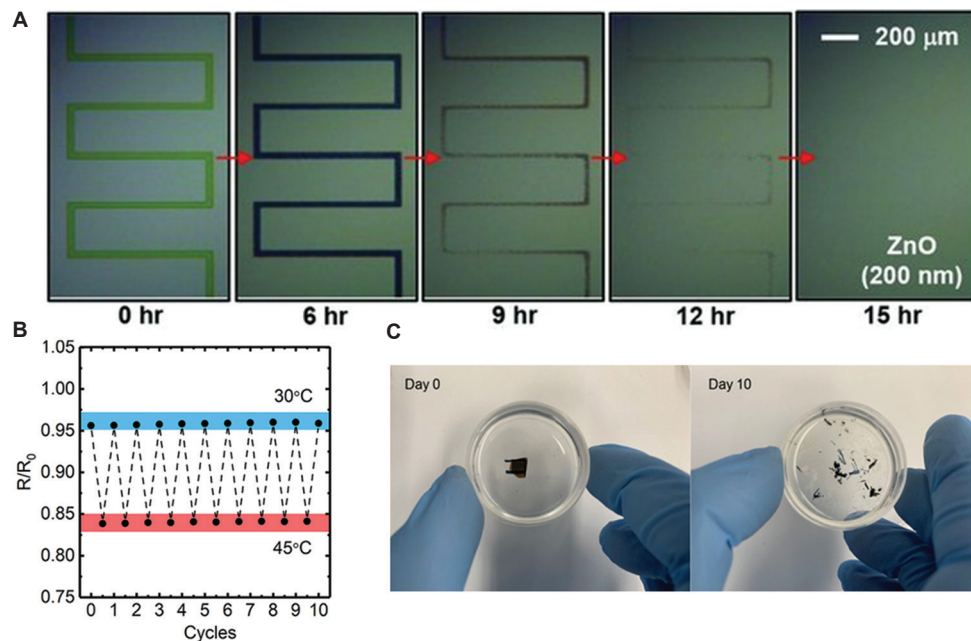 A
200 μm
ZnO
(200 nm)
0 hr
6 hr
9 hr
12 hr
15 hr
B
1.05
1.00
0.95
0.90
0.85
0.80
0.75
R/R₀
30°C
45°C
0 1 2 3 4 5 6 7 8 9 10
Cycles
C
Day 0
Day 10